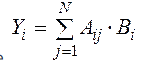 Y_i = \sum_{j=1}^{N} A_{ij} \cdot B_i